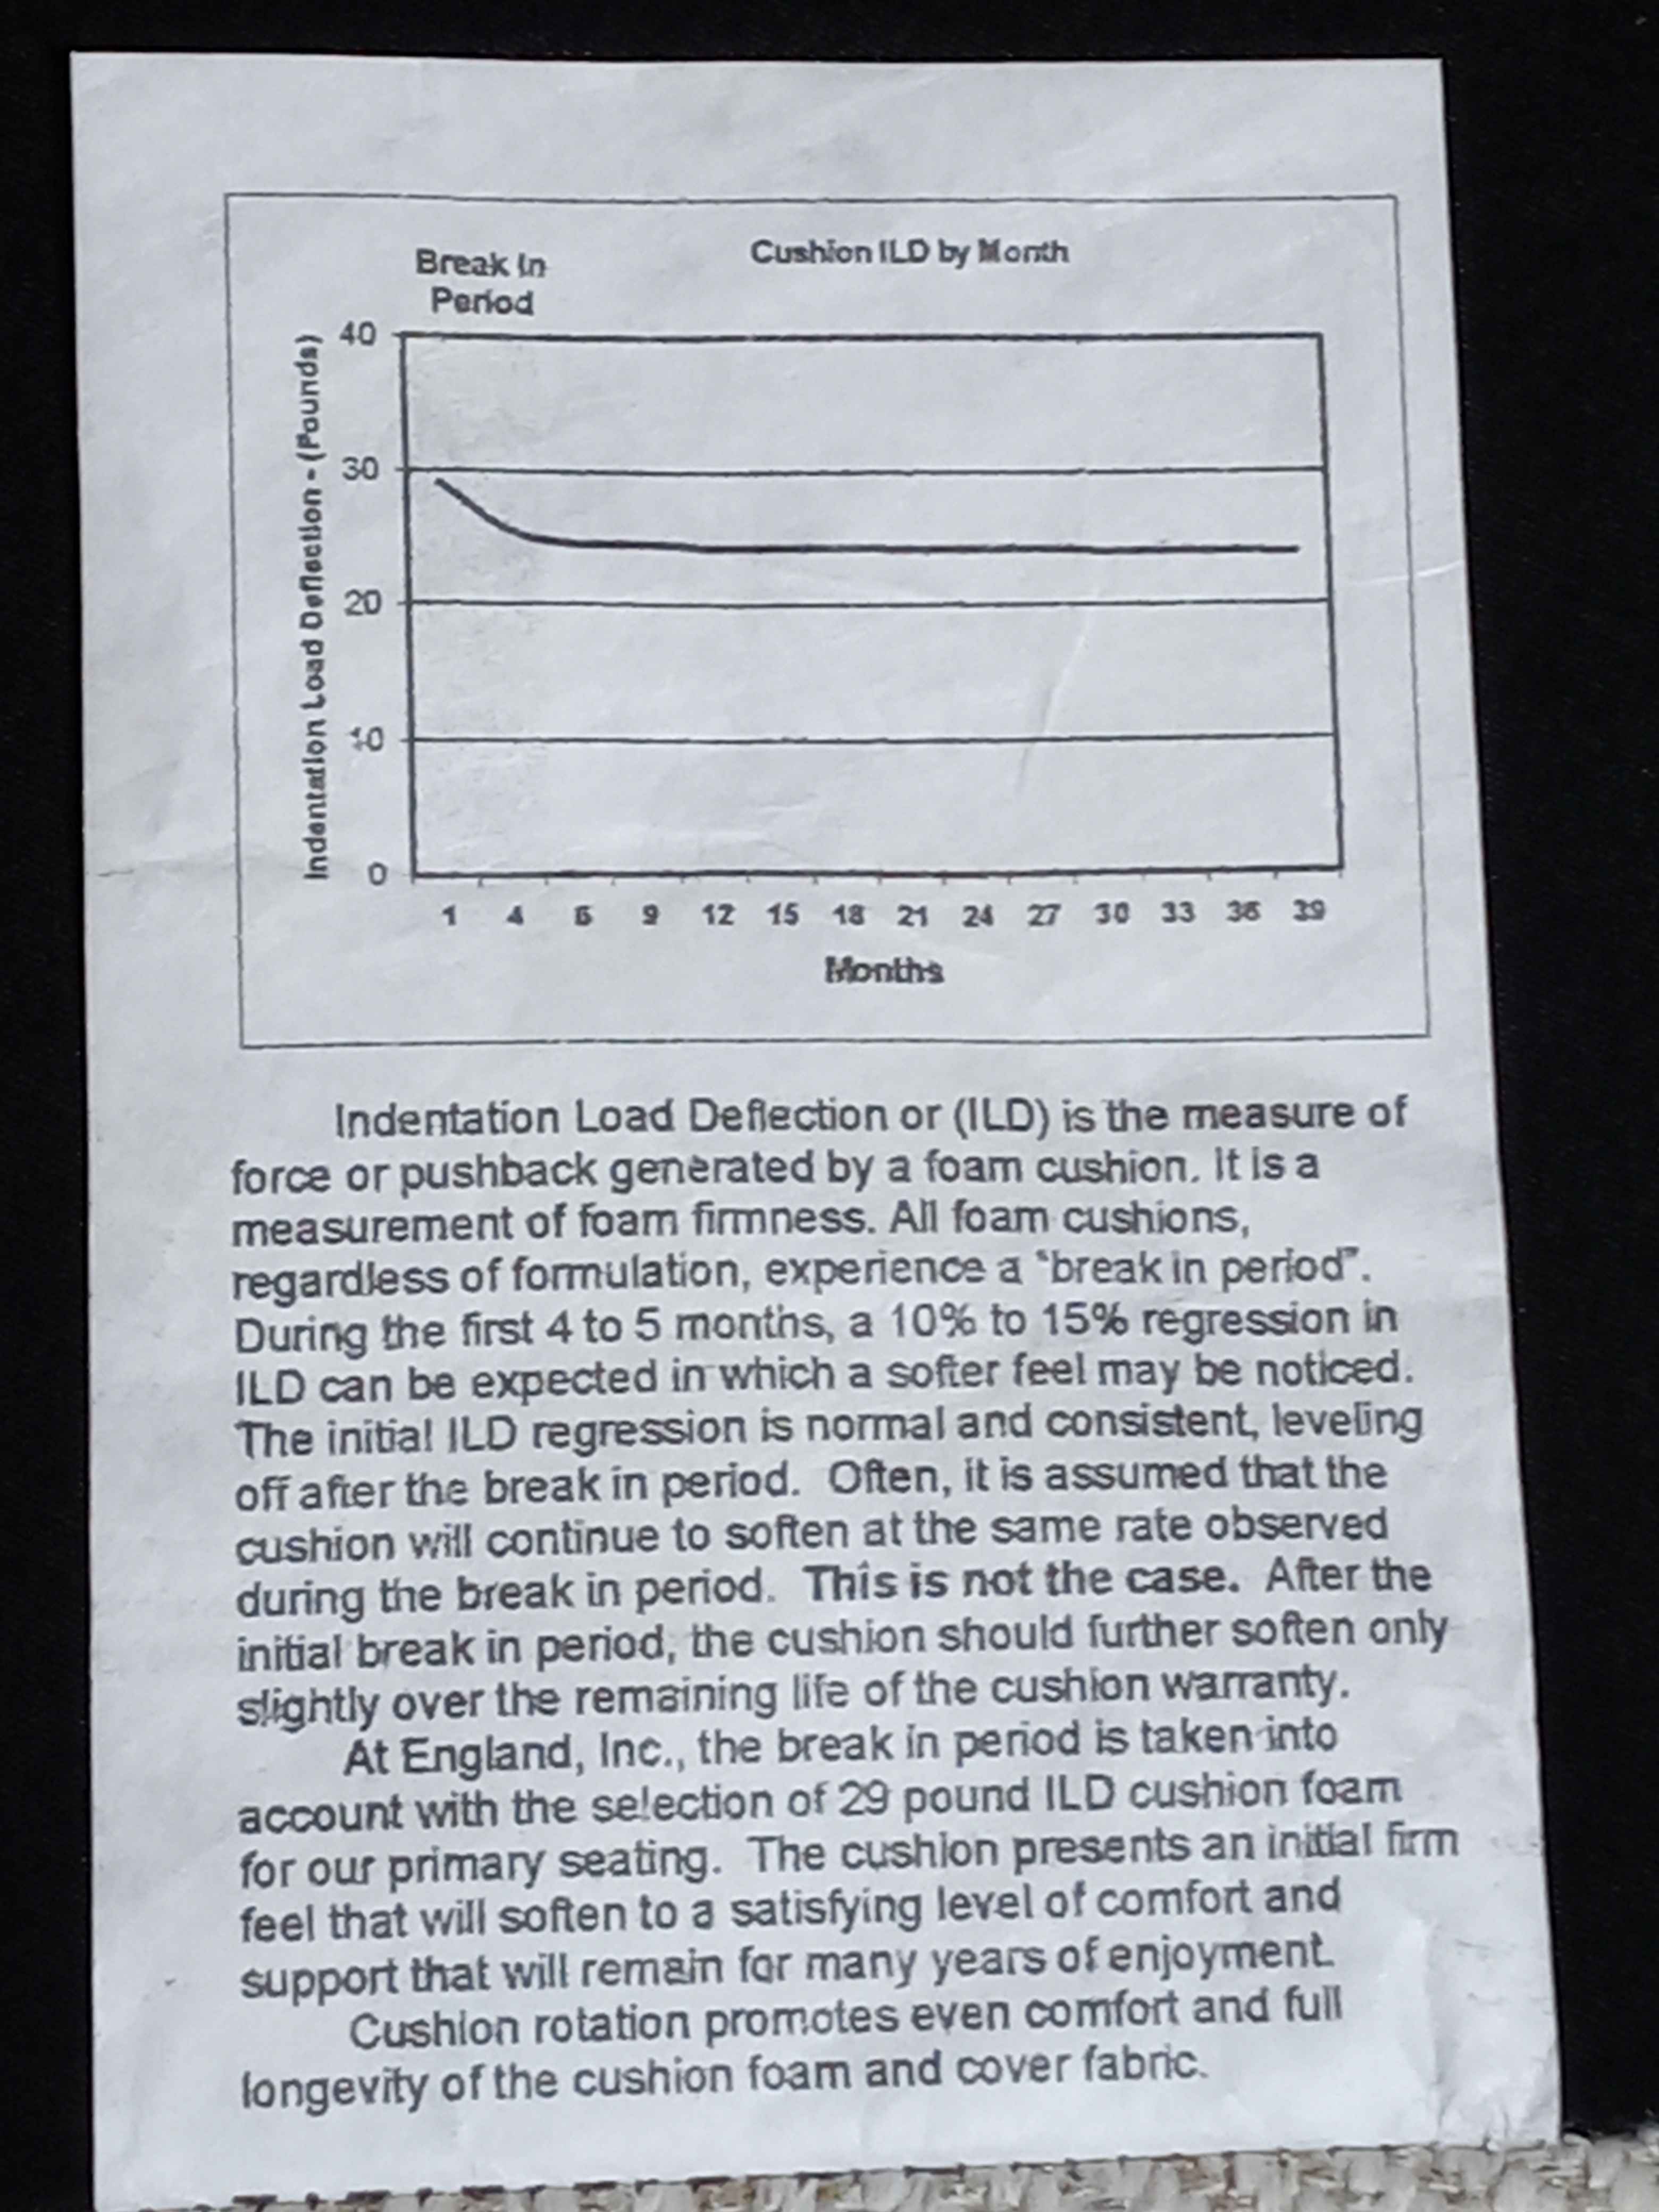 Cushion ILD by Month
Break in
Period
Indentation Load Deflection - (Pounds)
40
30
20
10
0
1 4 6 9 12 15 18 21 24 27 30 33 36 39
Months
Indentation Load Deflection or (ILD) is the measure of
force or pushback generated by a foam cushion. It is a
measurement of foam firmness. All foam cushions,
regardless of formulation, experience a "break in period".
During the first 4 to 5 months, a 10% to 15% regression in
ILD can be expected in which a softer feel may be noticed.
The initial ILD regression is normal and consistent, leveling
off after the break in period. Often, it is assumed that the
cushion will continue to soften at the same rate observed
during the break in period. This is not the case. After the
initial break in period, the cushion should further soften only
slightly over the remaining life of the cushion warranty.
At England, Inc., the break in period is taken into
account with the selection of 29 pound ILD cushion foam
for our primary seating. The cushion presents an initial firm
feel that will soften to a satisfying level of comfort and
support that will remain for many years of enjoyment.
Cushion rotation promotes even comfort and full
longevity of the cushion foam and cover fabric.